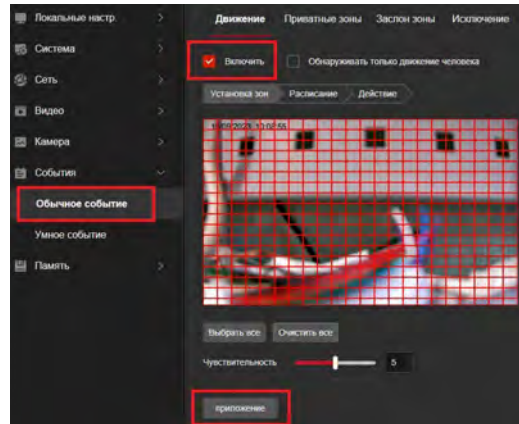 Локальные настр.
Система
Сеть
Видео
Камера
События
Обычное событие
Умное событие
Память
Движение Приватные зоны Заслон зоны Исключение
Включить Обнаруживать только движение человека
Установка зон Расписание Действие
Выбрать все Очистить все
Чувствительность 5
приложение